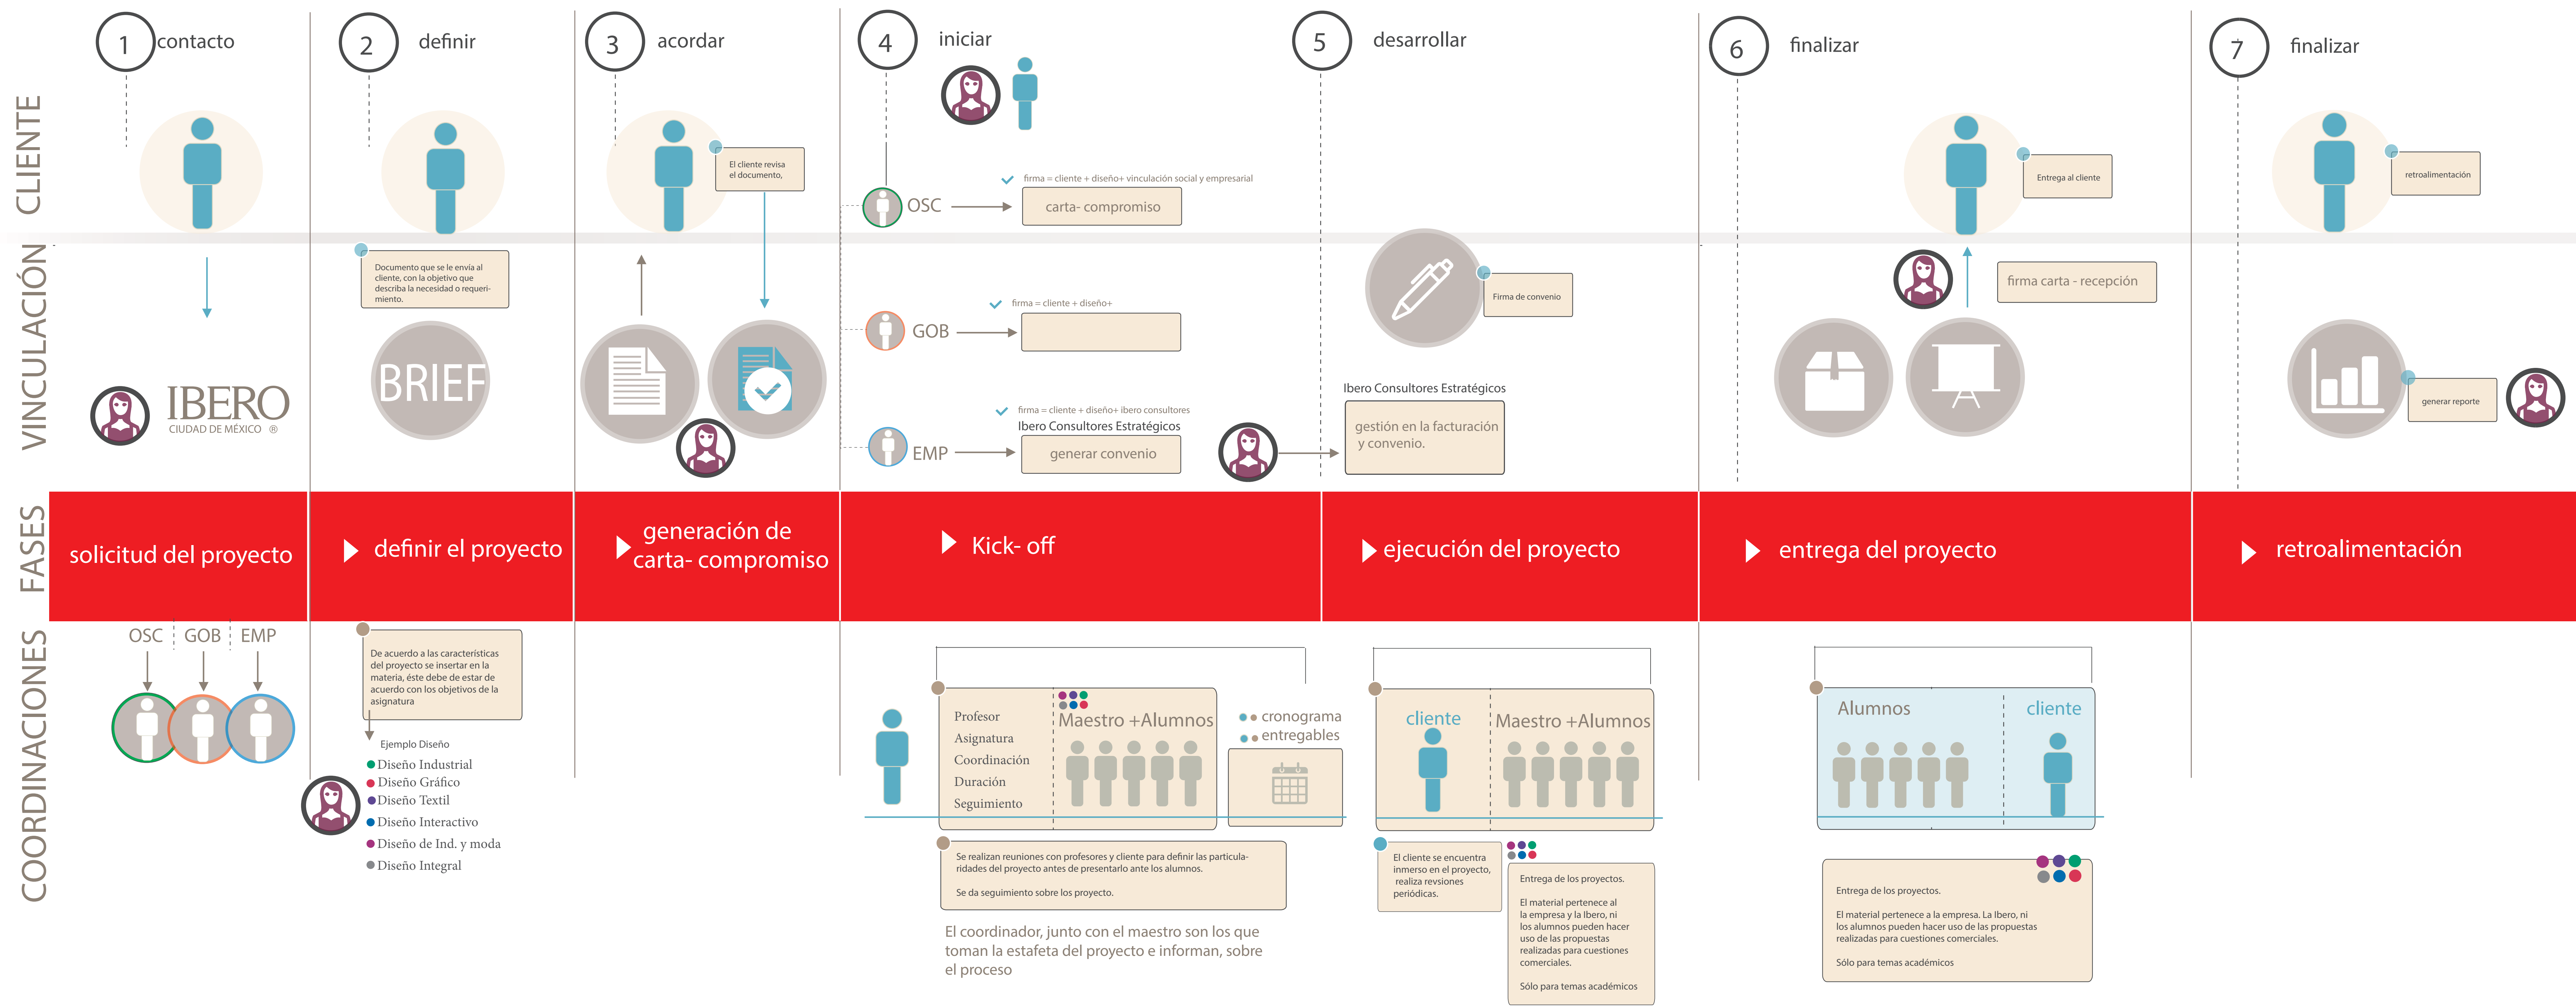 1 contacto
2 definir
3 acordar
4 iniciar
5 desarrollar
6 finalizar
7 finalizar
CLIENTE
El cliente revisa
el documento,
firma = cliente + diseño+ vinculación social y empresarial
OSC
carta- compromiso
Entrega al cliente
retroalimentación
VINCULACIÓN
IBERO
CIUDAD DE MÉXICO ®
Documento que se le envía al
cliente, con la objetivo que
describa la necesidad o requeri-
miento.
BRIEF
firma = cliente + diseño+
GOB
firma = cliente + diseño+ ibero consultores
Ibero Consultores Estratégicos
EMP
generar convenio
Firma de convenio
Ibero Consultores Estratégicos
gestión en la facturación
y convenio.
firma carta - recepción
generar reporte
FASES
solicitud del proyecto
definir el proyecto
generación de
carta- compromiso
Kick- off
ejecución del proyecto
entrega del proyecto
retroalimentación
COORDINACIONES
OSC GOB EMP
De acuerdo a las características
del proyecto se insertar en la
materia, éste debe de estar de
acuerdo con los objetivos de la
asignatura
Ejemplo Diseño
Diseño Industrial
Diseño Gráfico
Diseño Textil
Diseño Interactivo
Diseño de Ind. y moda
Diseño Integral
Profesor
Asignatura
Coordinación
Duración
Seguimiento
Maestro +Alumnos
cronograma
entregables
Se realizan reuniones con profesores y cliente para definir las particula-
ridades del proyecto antes de presentarlo ante los alumnos.
Se da seguimiento sobre los proyecto.
El coordinador, junto con el maestro son los que
toman la estafeta del proyecto e informan, sobre
el proceso
cliente
Maestro +Alumnos
El cliente se encuentra
inmerso en el proyecto,
realiza revsiones
periódicas.
Entrega de los proyectos.
El material pertenece al
la empresa y la Ibero, ni
los alumnos pueden hacer
uso de las propuestas
realizadas para cuestiones
comerciales.
Sólo para temas académicos
Alumnos
cliente
Entrega de los proyectos.
El material pertenece a la empresa. La Ibero, ni
los alumnos pueden hacer uso de las propuestas
realizadas para cuestiones comerciales.
Sólo para temas académicos